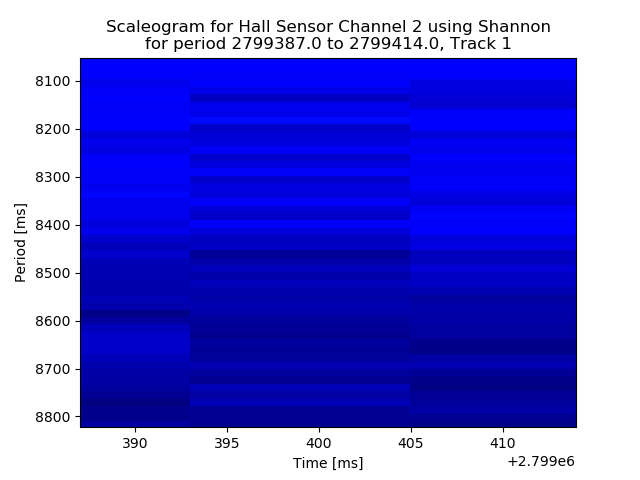 Scaleogram for Hall Sensor Channel 2 using Shannon
for period 2799387.0 to 2799414.0, Track 1
Period [ms]
8100
8200
8300
8400
8500
8600
8700
8800
390
395
400
405
410
Time [ms]
+2.799e6